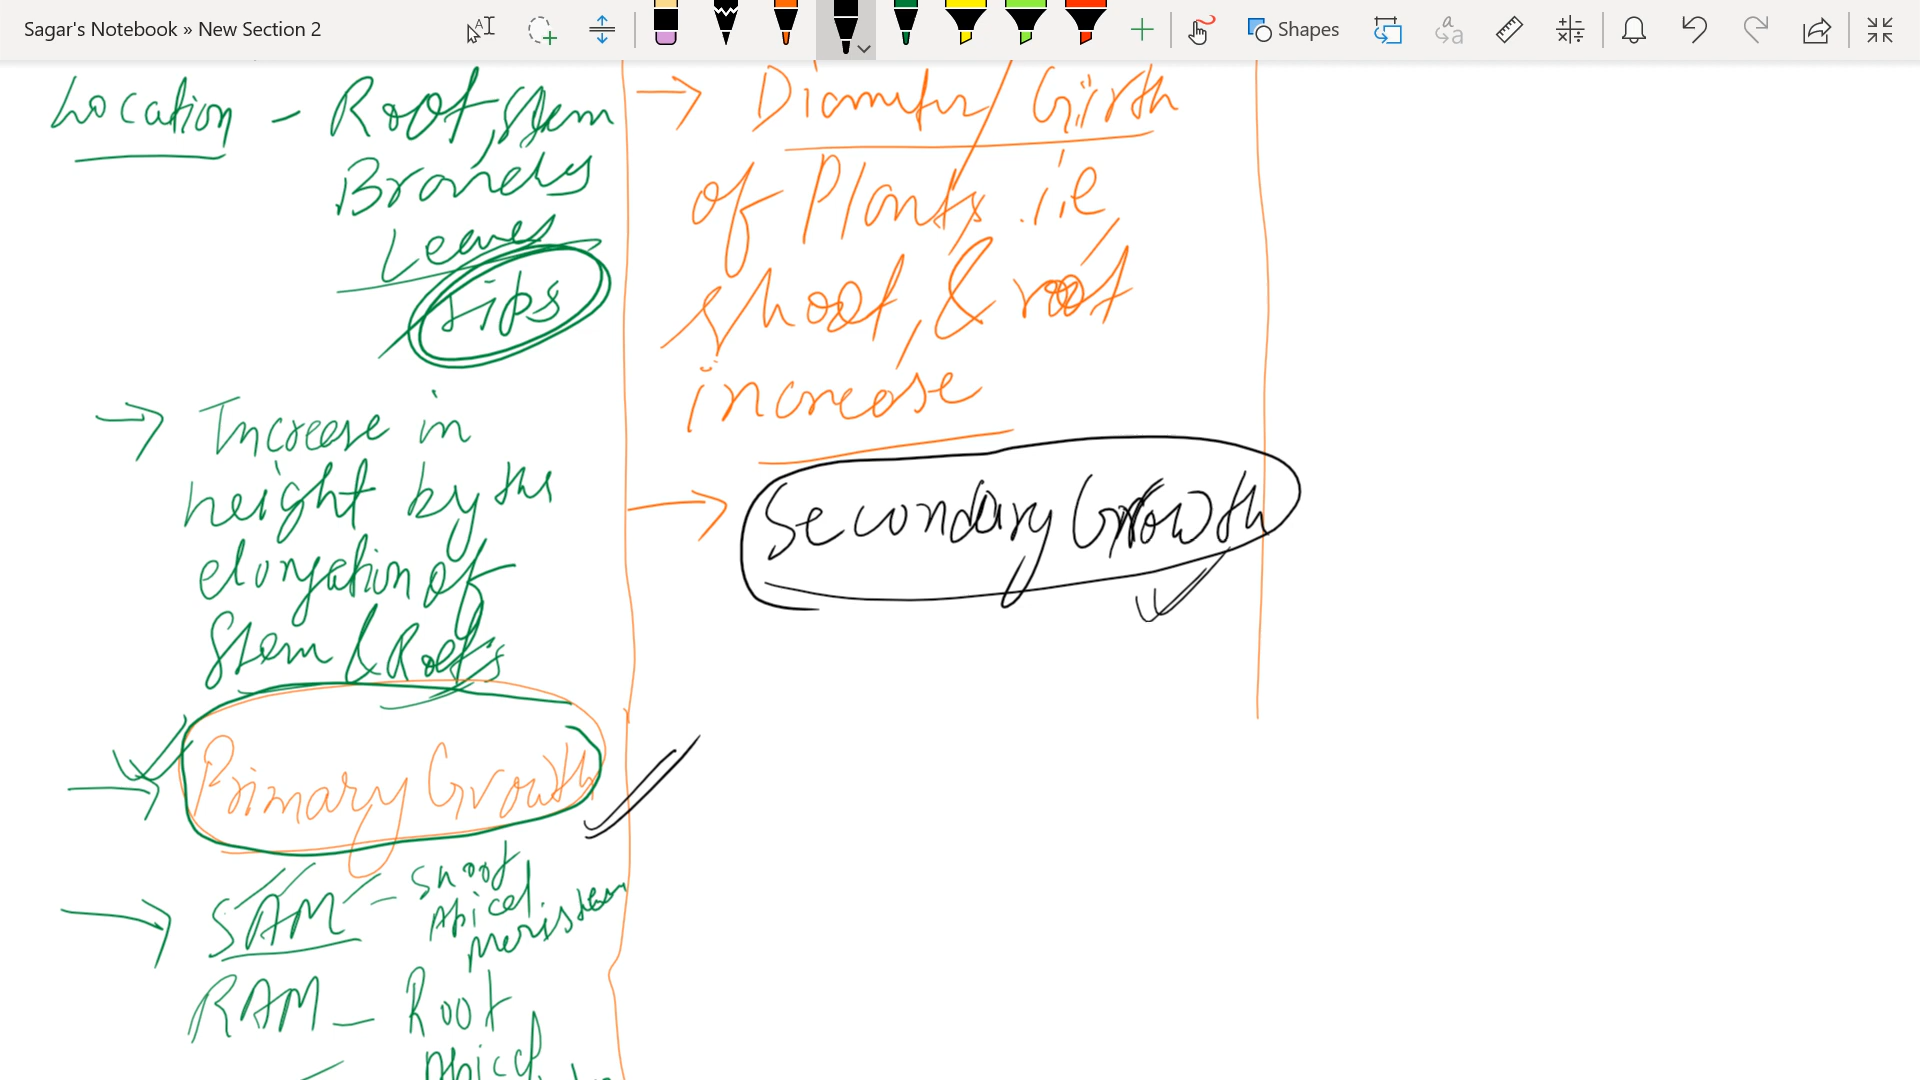 Sagar's Notebook » New Section 2
Shapes
Location - Root, Stem
Branches
Leaves
tips
→ Increase in
height by the
elongation of
Stem & Roots
→ Primary Growth
→ SAM - Shoot
Apical
meristem
RAM - Root
Apical
→ Diameter/Girth
of Plants i.e,
shoot, & root
increase
→ Secondary Growth